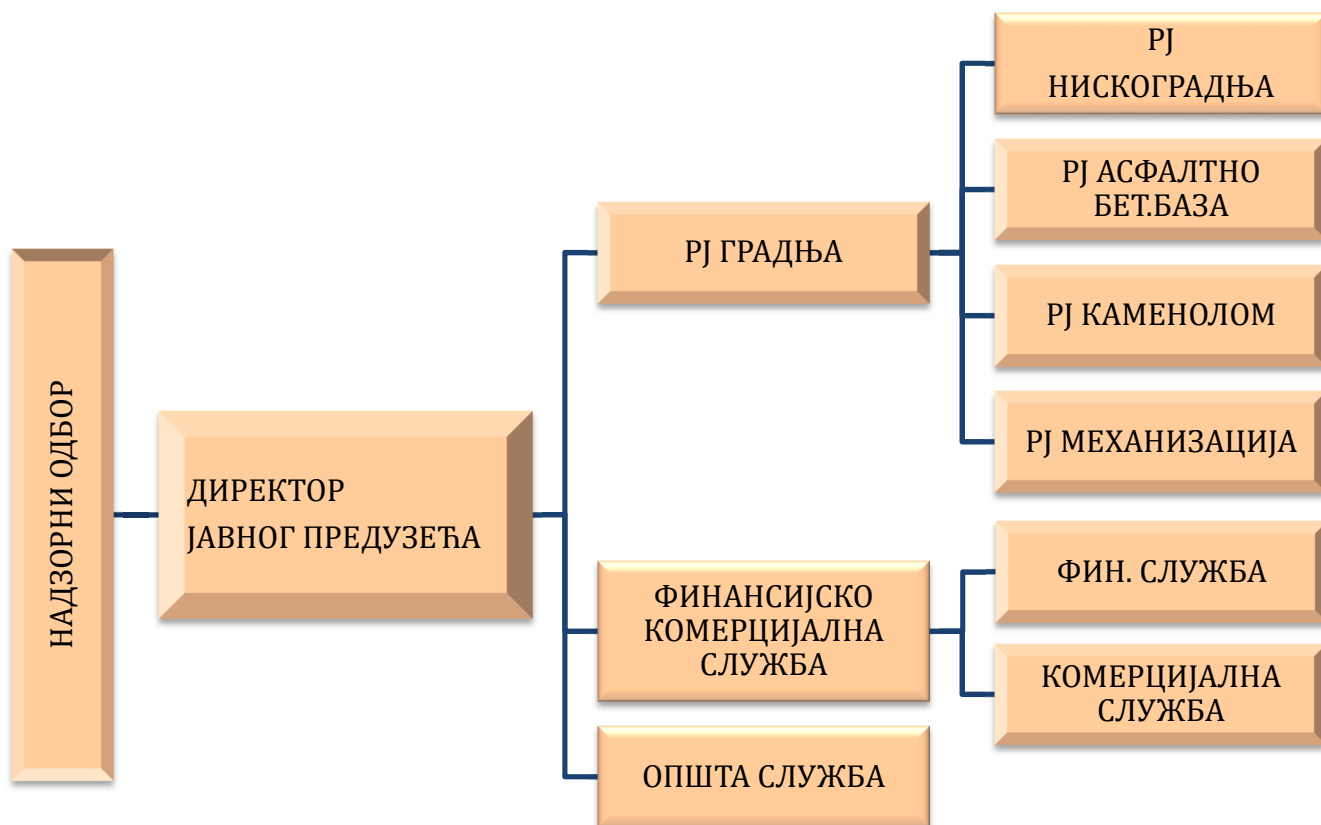 НАДЗОРНИ ОДБОР
ДИРЕКТОР
ЈАВНОГ ПРЕДУЗЕЋА
РЈ ГРАДЊА
РЈ
НИСКОГРАДЊА
РЈ АСФАЛТНО
БЕТ.БАЗА
РЈ КАМЕНОЛОМ
РЈ МЕХАНИЗАЦИЈА
ФИНАНСИЈСКО
КОМЕРЦИЈАЛНА
СЛУЖБА
ФИН. СЛУЖБА
КОМЕРЦИЈАЛНА
СЛУЖБА
ОПШТА СЛУЖБА